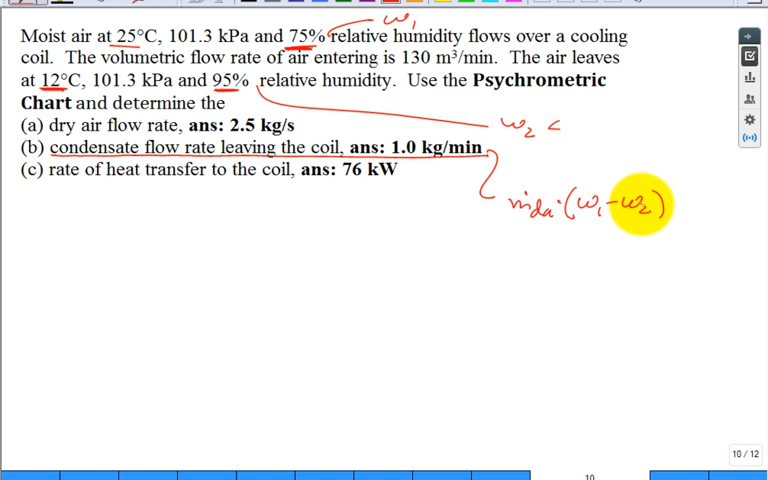 ω₁
Moist air at 25°C, 101.3 kPa and 75% relative humidity flows over a cooling
coil. The volumetric flow rate of air entering is 130 m³/min. The air leaves
at 12°C, 101.3 kPa and 95% relative humidity. Use the Psychrometric
Chart and determine the
(a) dry air flow rate, ans: 2.5 kg/s
ω₂ <
(b) condensate flow rate leaving the coil, ans: 1.0 kg/min
(c) rate of heat transfer to the coil, ans: 76 kW
ṁda·(ω₁-ω₂)
10 / 12
10